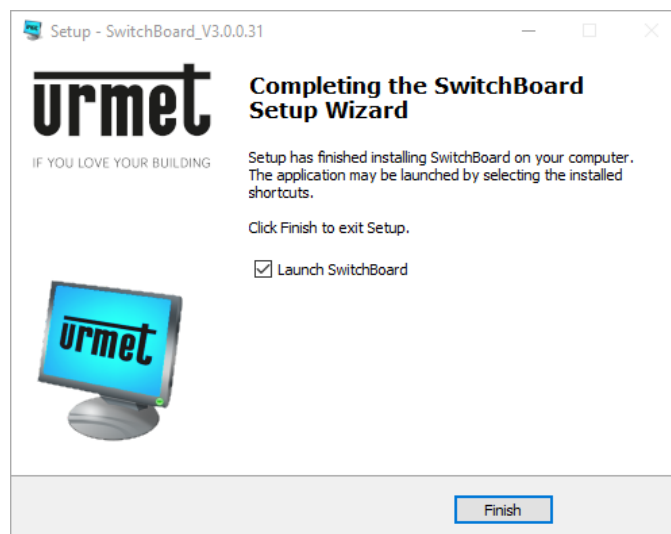 Setup - SwitchBoard_V3.0.0.31
urmet
IF YOU LOVE YOUR BUILDING
Completing the SwitchBoard
Setup Wizard
Setup has finished installing SwitchBoard on your computer.
The application may be launched by selecting the installed
shortcuts.
Click Finish to exit Setup.
Launch SwitchBoard
urmet
Finish